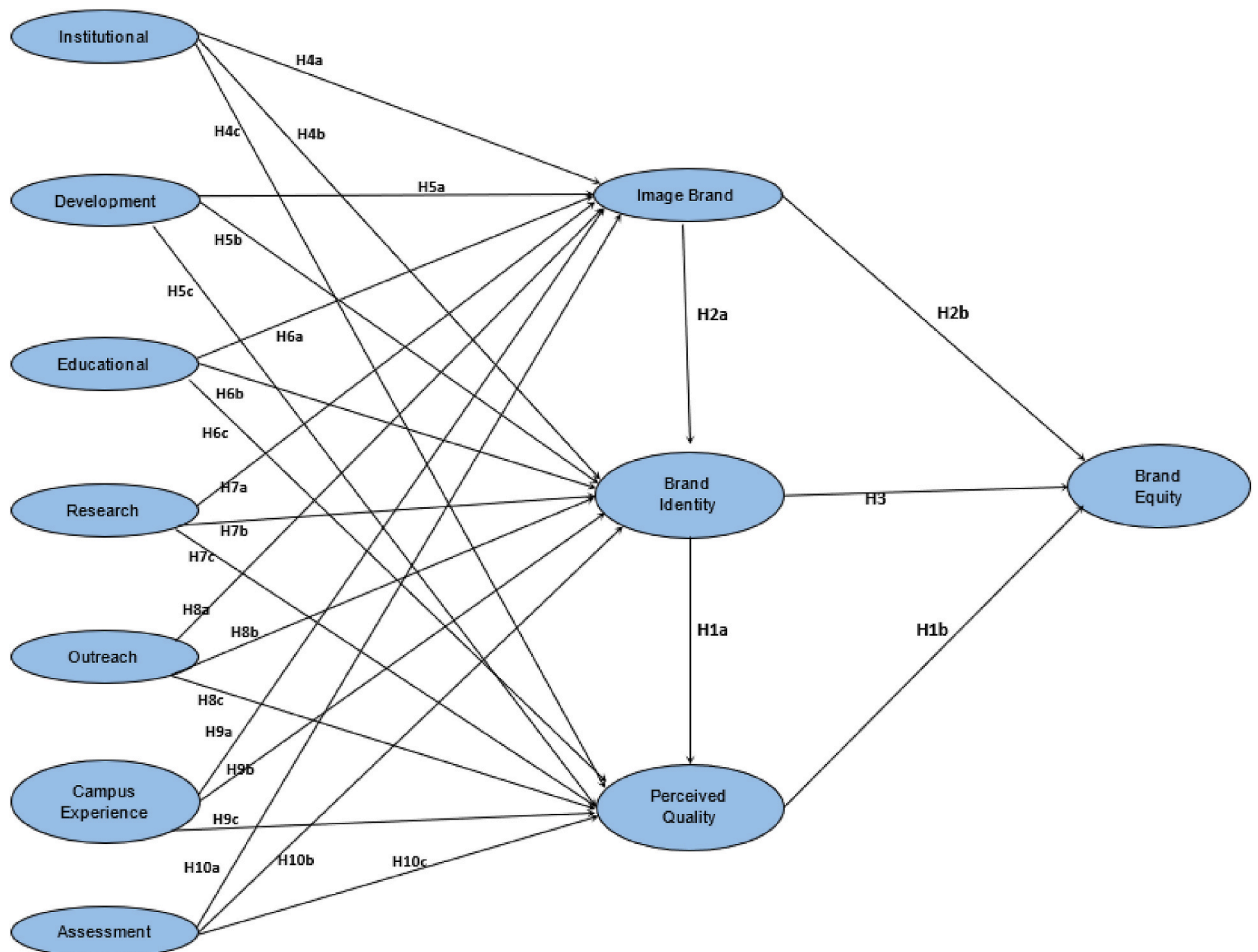 Institutional
H4a
H4c
H4b
Development
H5a
Image Brand
H5b
H5c
H2a
H2b
Educational
H6a
H6b
H6c
Brand
Identity
Brand
Equity
Research
H7a
H7b
H7c
H3
Outreach
H8a
H8b
H8c
H1a
H1b
H9a
H9b
Campus
Experience
H9c
Perceived
Quality
H10a
H10b
H10c
Assessment